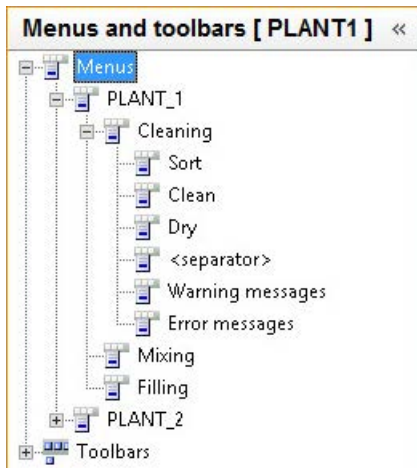 Menus and toolbars [ PLANT1 ] «
Menus
PLANT_1
Cleaning
Sort
Clean
Dry
<separator>
Warning messages
Error messages
Mixing
Filling
PLANT_2
Toolbars